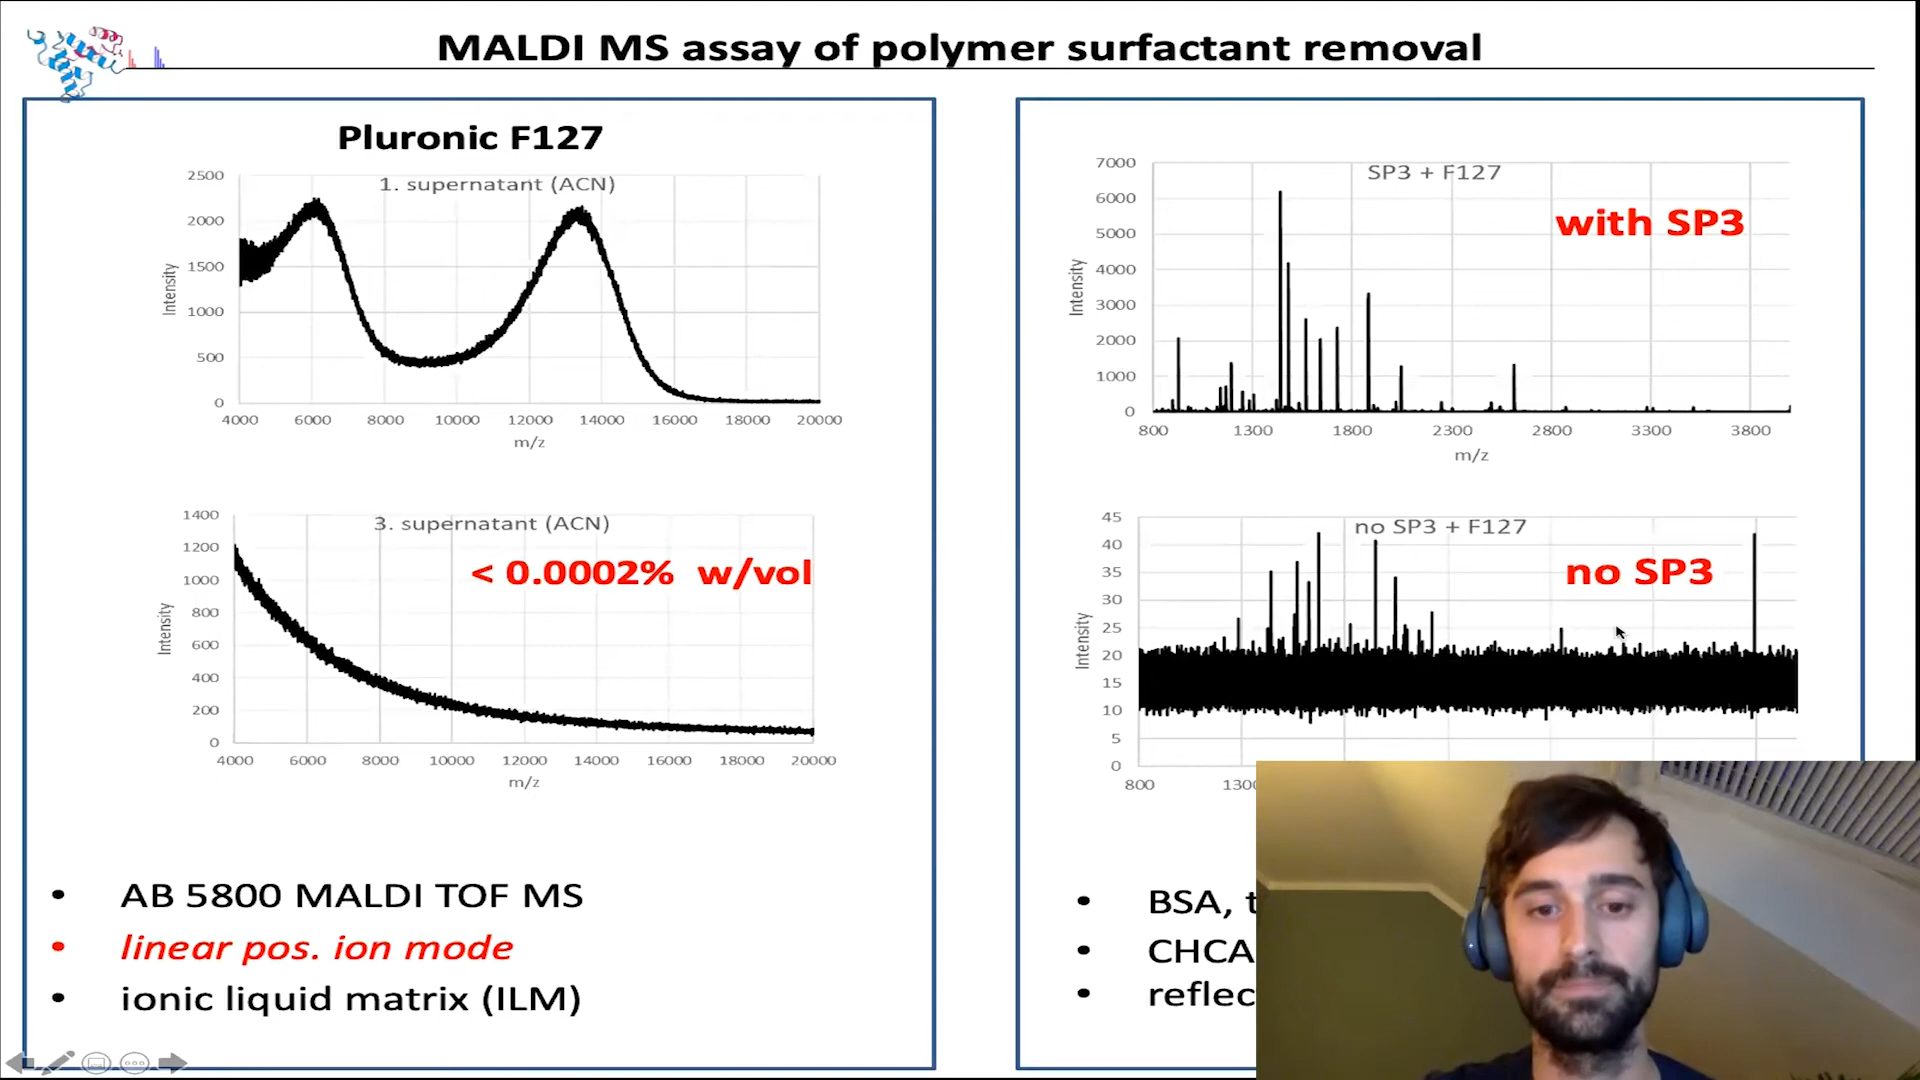 MALDI MS assay of polymer surfactant removal
Pluronic F127
1. supernatant (ACN)
2500
2000
1500
1000
500
0
Intensity
4000 6000 8000 10000 12000 14000 16000 18000 20000
m/z
3. supernatant (ACN)
< 0.0002% w/vol
1400
1200
1000
800
600
400
200
0
Intensity
4000 6000 8000 10000 12000 14000 16000 18000 20000
m/z
• AB 5800 MALDI TOF MS
• linear pos. ion mode
• ionic liquid matrix (ILM)
SP3 + F127
with SP3
7000
6000
5000
4000
3000
2000
1000
0
Intensity
800 1300 1800 2300 2800 3300 3800
m/z
no SP3 + F127
no SP3
45
40
35
30
25
20
15
10
5
0
Intensity
800
• BSA,
• CHCA
•